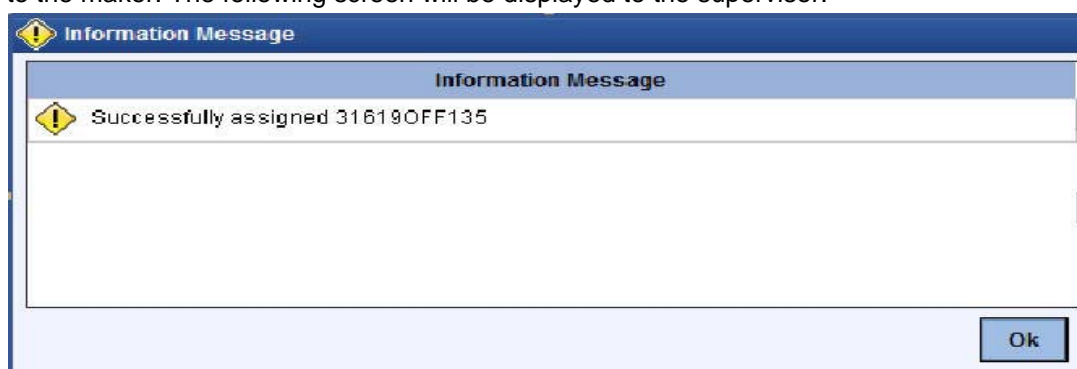 to the maker. The following screen will be displayed to the supervisor.
Information Message
Information Message
Successfully assigned 31619OFF135
Ok